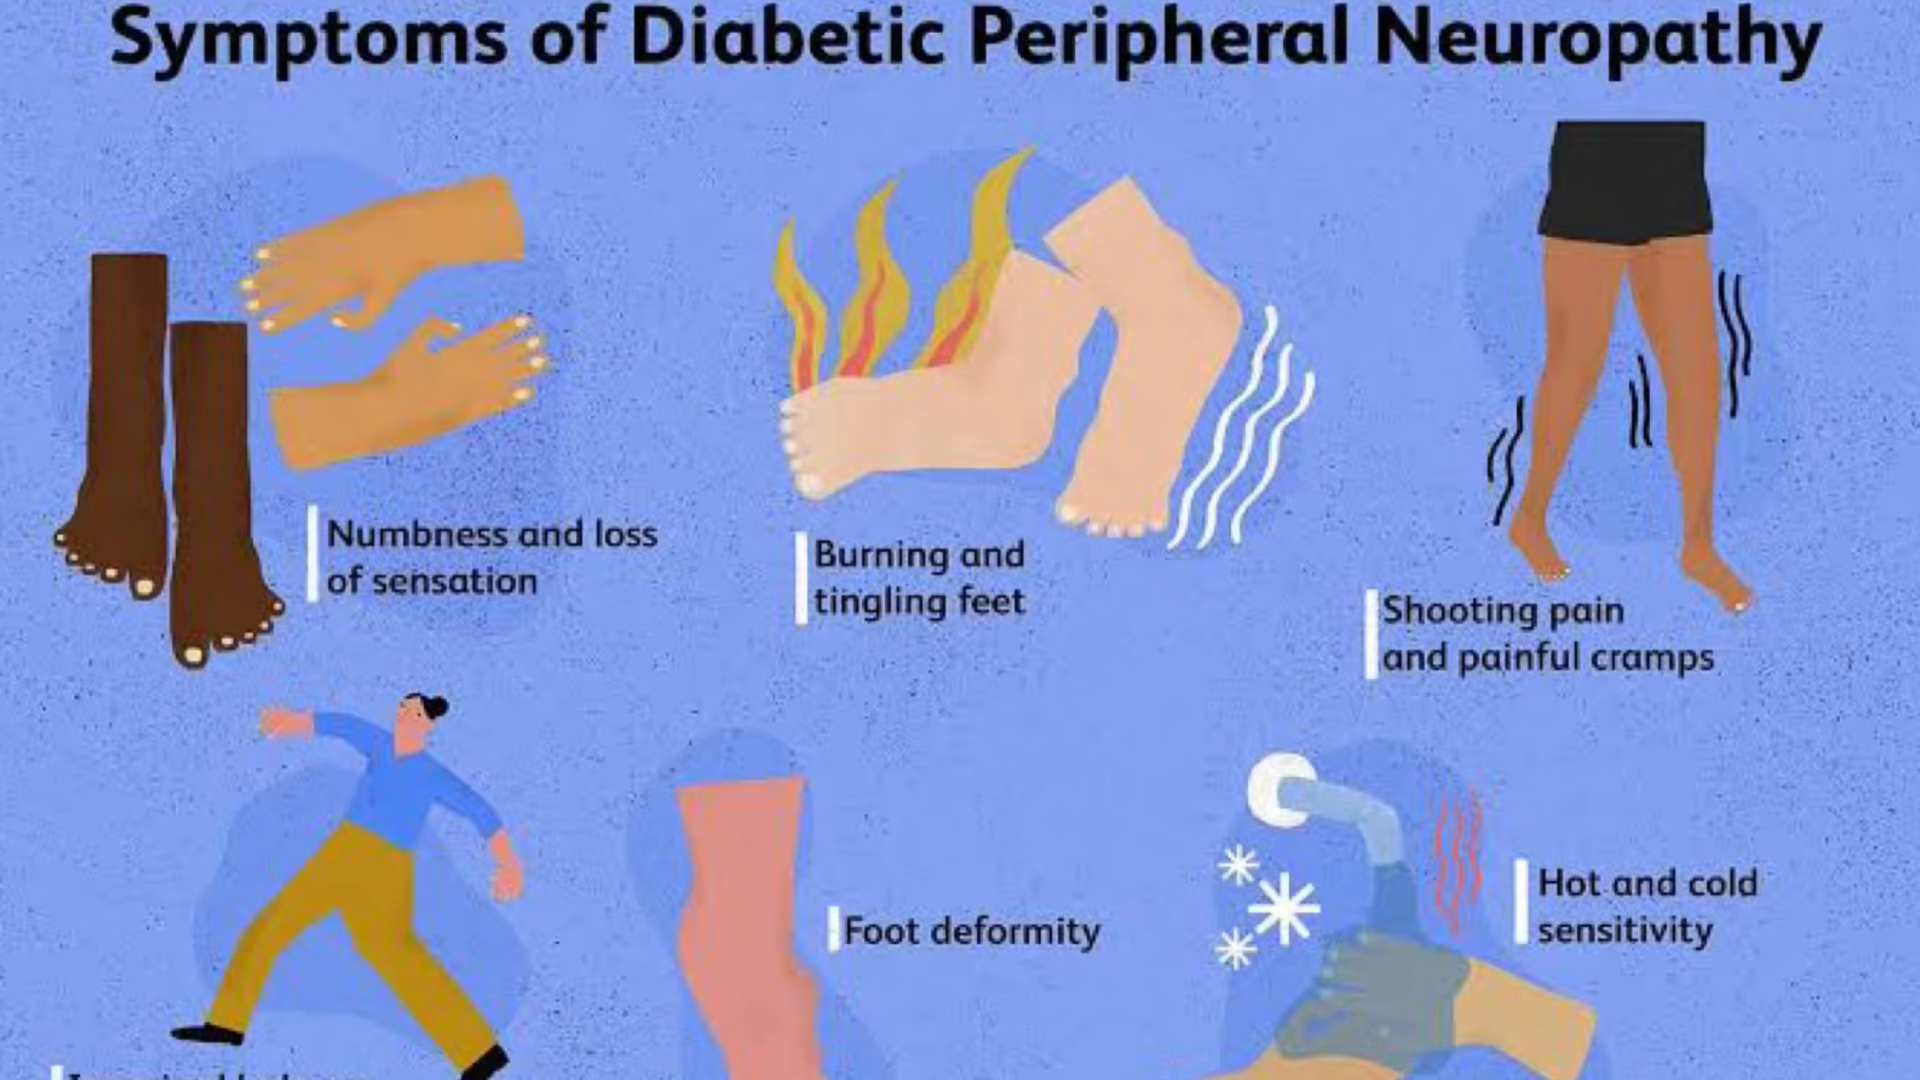 Symptoms of Diabetic Peripheral Neuropathy
Numbness and loss
of sensation
Burning and
tingling feet
Shooting pain
and painful cramps
Foot deformity
Hot and cold
sensitivity